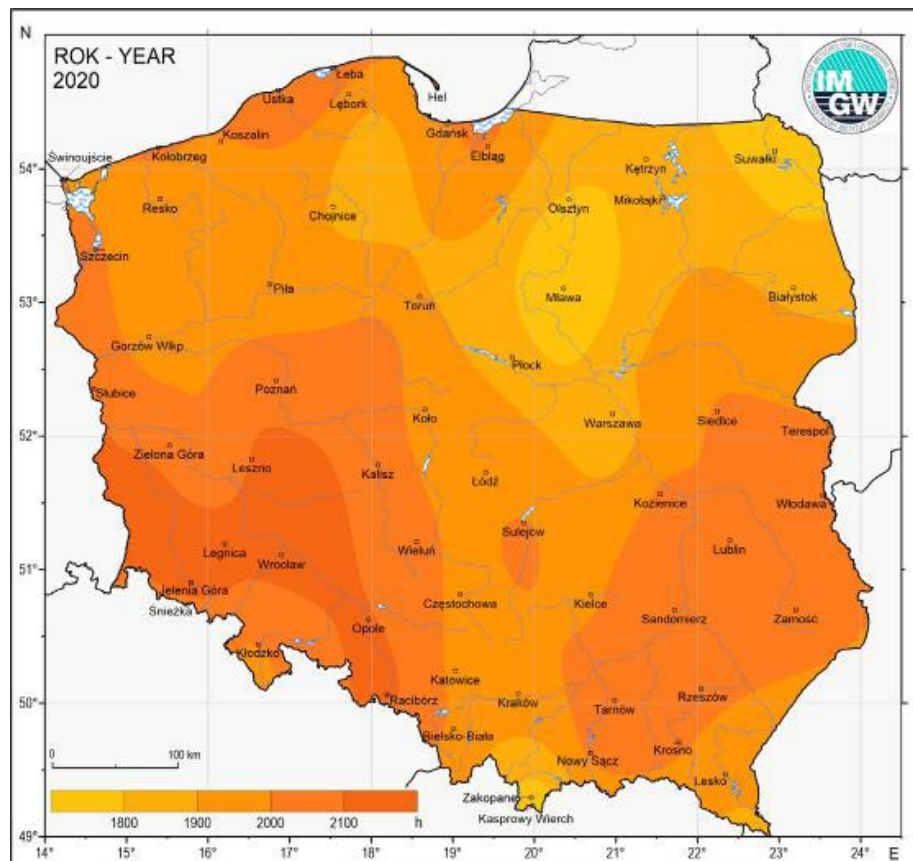 N
ROK - YEAR
2020
IM
GW
Łeba
Ustka
Lębork
Hel
Koszalin
Gdańsk
Elbląg
Suwałki
54°
Świnoujście
Kołobrzeg
Kętrzyn
Resko
Chojnice
Olsztyn
Mikołajki
Szczecin
53°
Piła
Toruń
Mława
Białystok
Gorzów Wlkp.
Płock
Słubice
Poznań
Koło
Warszawa
Siedlce
Terespol
52°
Zielona Góra
Leszno
Kalisz
Łódź
Kozienice
Włodawa
Sulejów
Legnica
Wrocław
Wieluń
Lublin
51°
Jelenia Góra
Śnieżka
Częstochowa
Kielce
Sandomierz
Zamość
Opole
Kłodzko
Katowice
50°
Racibórz
Kraków
Tarnów
Rzeszów
Bielsko-Biała
Krosno
0 100 km
Nowy Sącz
Lesko
Zakopane
Kasprowy Wierch
1800 1900 2000 2100 h
49°
14° 15° 16° 17° 18° 19° 20° 21° 22° 23° E